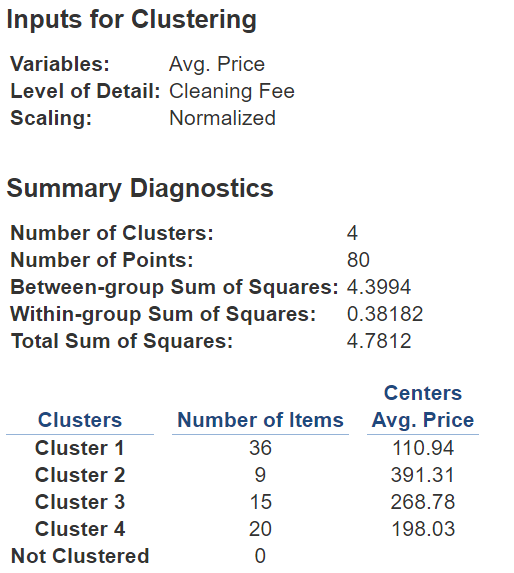 Inputs for Clustering
Variables: Avg. Price
Level of Detail: Cleaning Fee
Scaling: Normalized
Summary Diagnostics
Number of Clusters: 4
Number of Points: 80
Between-group Sum of Squares: 4.3994
Within-group Sum of Squares: 0.38182
Total Sum of Squares: 4.7812
Centers
Clusters Number of Items Avg. Price
Cluster 1 36 110.94
Cluster 2 9 391.31
Cluster 3 15 268.78
Cluster 4 20 198.03
Not Clustered 0